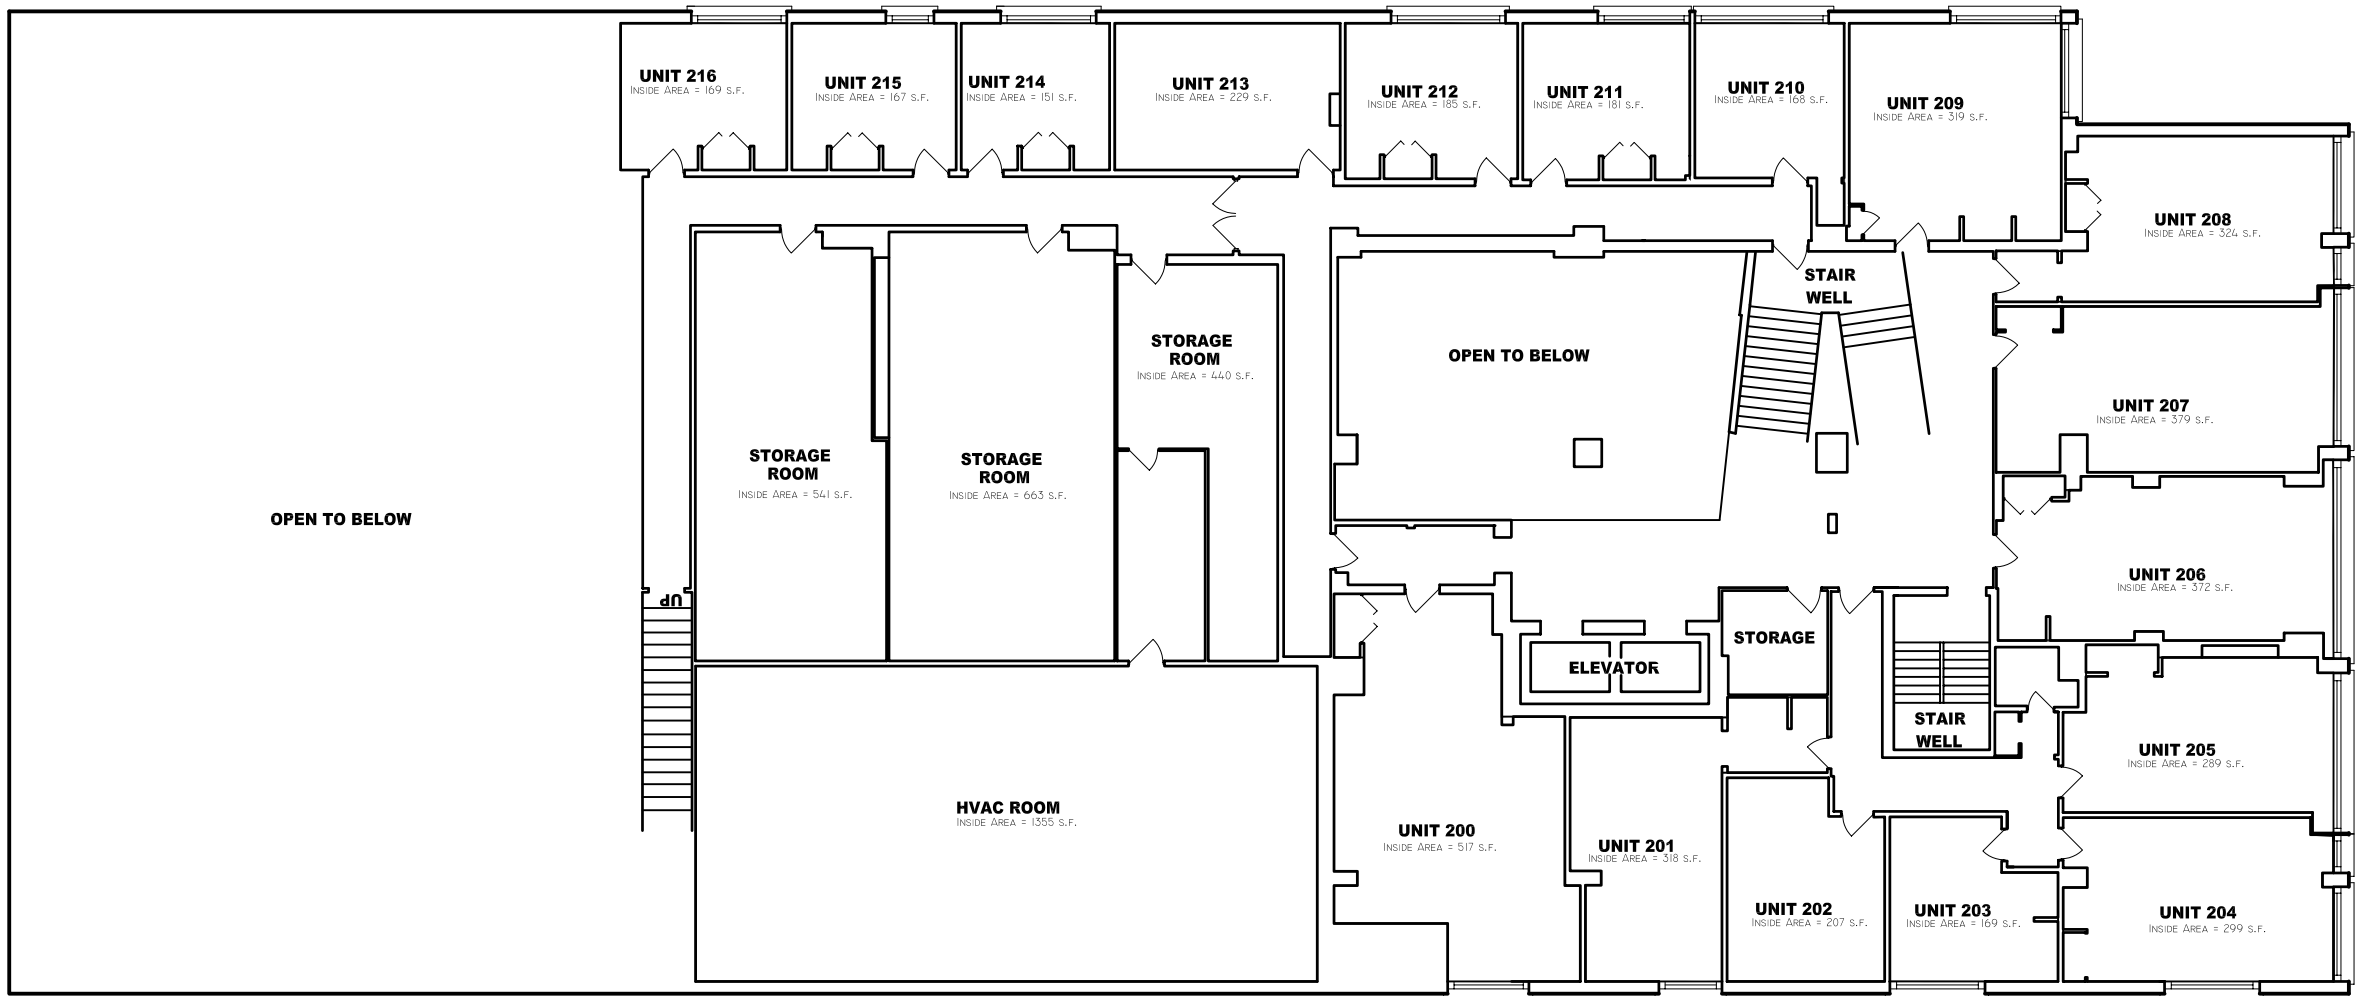 UNIT 216
INSIDE AREA = 169 S.F.
UNIT 215
INSIDE AREA = 167 S.F.
UNIT 214
INSIDE AREA = 151 S.F.
UNIT 213
INSIDE AREA = 229 S.F.
UNIT 212
INSIDE AREA = 185 S.F.
UNIT 211
INSIDE AREA = 181 S.F.
UNIT 210
INSIDE AREA = 168 S.F.
UNIT 209
INSIDE AREA = 319 S.F.
UNIT 208
INSIDE AREA = 324 S.F.
STAIR
WELL
STORAGE
ROOM
INSIDE AREA = 440 S.F.
OPEN TO BELOW
UNIT 207
INSIDE AREA = 379 S.F.
STORAGE
ROOM
INSIDE AREA = 541 S.F.
STORAGE
ROOM
INSIDE AREA = 663 S.F.
OPEN TO BELOW
UNIT 206
INSIDE AREA = 372 S.F.
UP
STORAGE
ELEVATOR
STAIR
WELL
UNIT 205
INSIDE AREA = 289 S.F.
HVAC ROOM
INSIDE AREA = 1355 S.F.
UNIT 200
INSIDE AREA = 517 S.F.
UNIT 201
INSIDE AREA = 318 S.F.
UNIT 202
INSIDE AREA = 207 S.F.
UNIT 203
INSIDE AREA = 169 S.F.
UNIT 204
INSIDE AREA = 299 S.F.